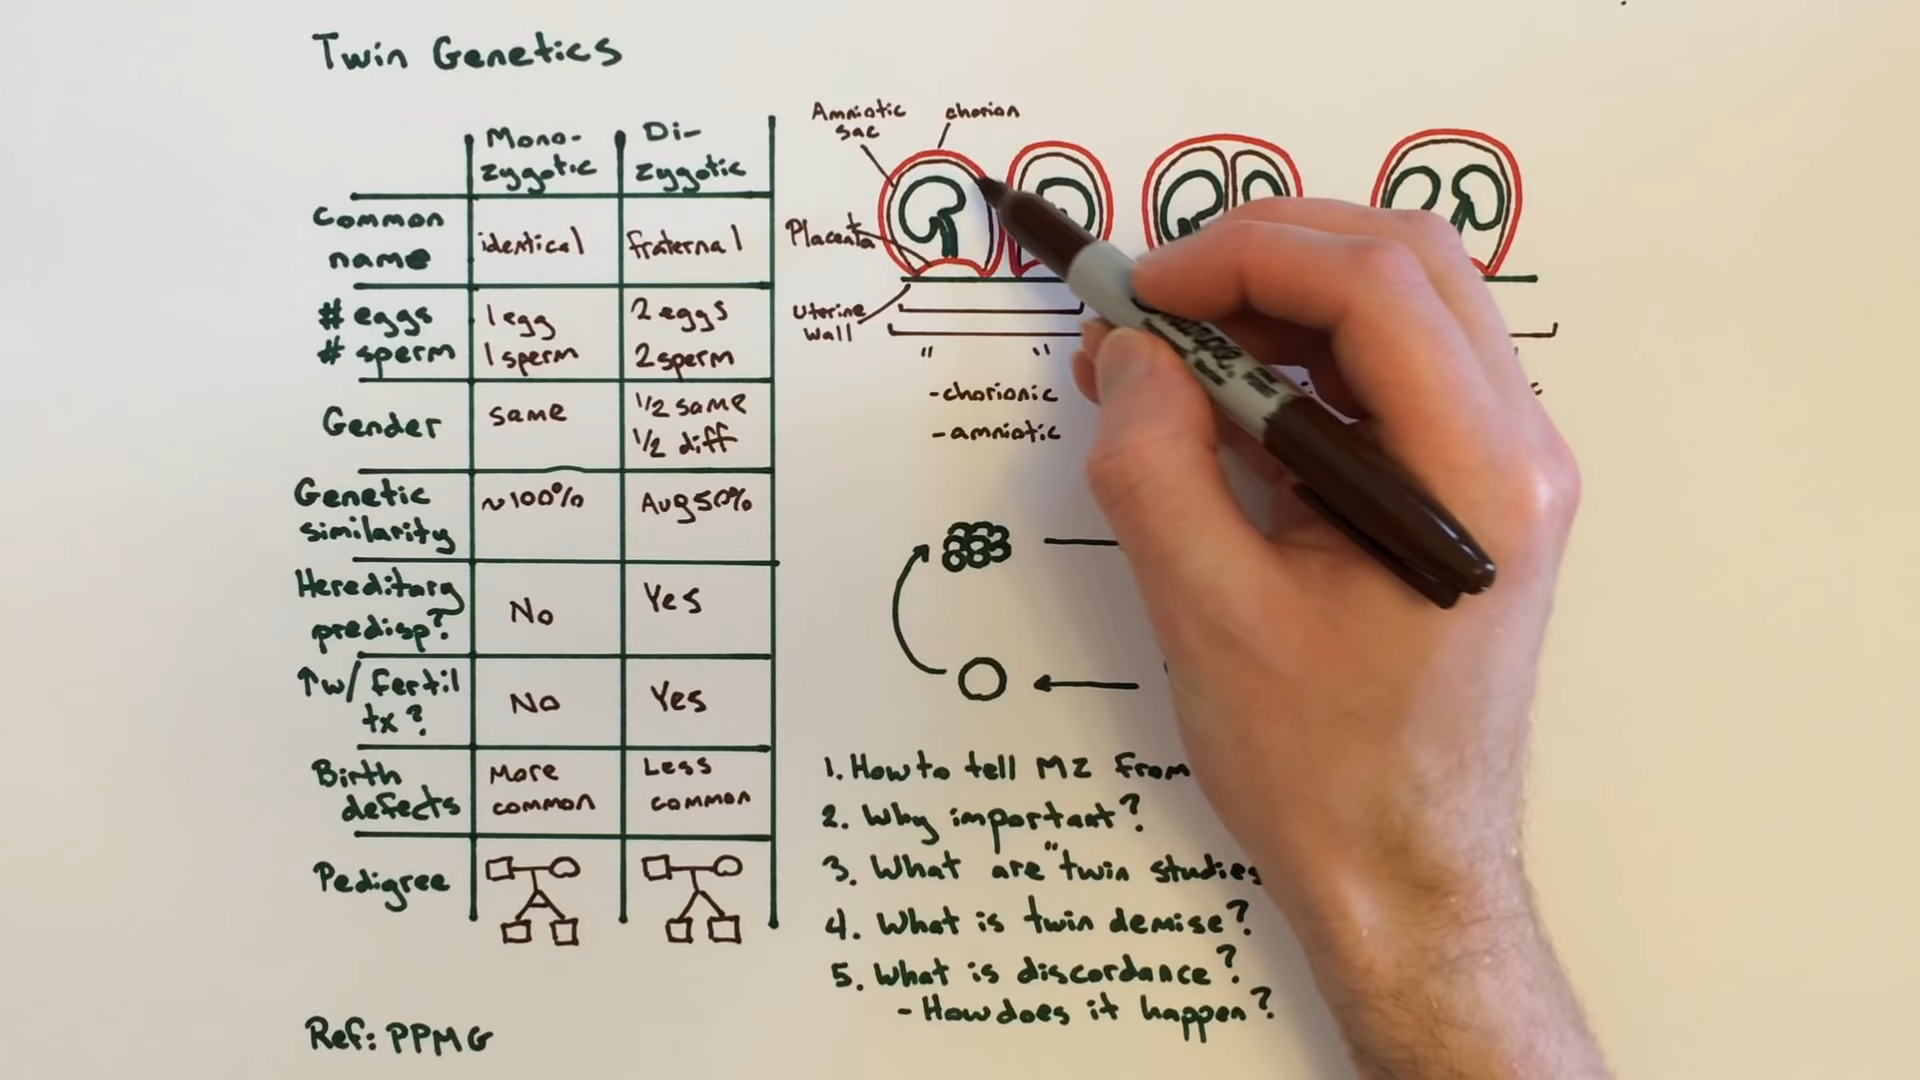 Twin Genetics
Mono-
zygotic
Di-
zygotic
Common
name
identical
fraternal
# eggs
# sperm
1 egg
1 sperm
2 eggs
2 sperm
Gender
same
1/2 same
1/2 diff
Genetic
similarity
~100%
Avg 50%
Hereditary
predisp?
No
Yes
↑w/ fertil
tx?
No
Yes
Birth
defects
More
common
Less
common
Pedigree
Ref: PPMG
Amniotic
sac
chorion
Placenta
Uterine
wall
" "
-chorionic
-amniotic
1. How to tell MZ from
2. Why important?
3. What are "twin studies
4. What is twin demise?
5. What is discordance?
- How does it happen?
Sharpie